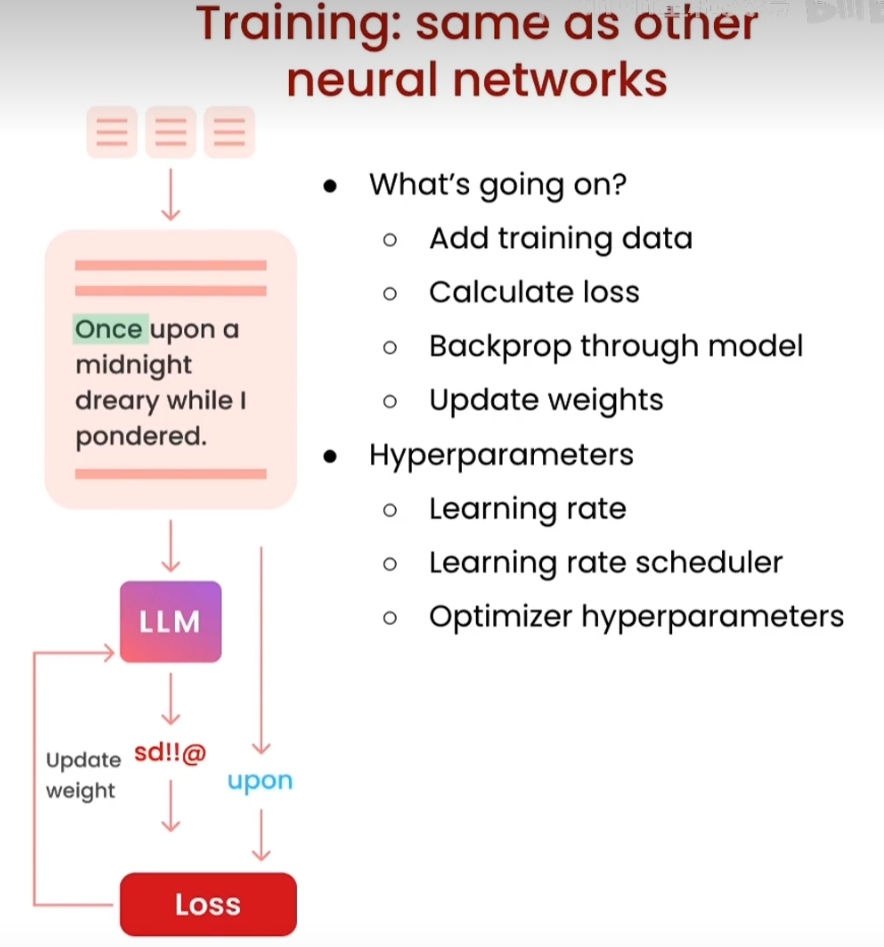 Training: same as other
neural networks
What's going on?
Add training data
Calculate loss
Backprop through model
Update weights
Hyperparameters
Learning rate
Learning rate scheduler
Optimizer hyperparameters
Once upon a
midnight
dreary while I
pondered.
LLM
Update
weight
sd!!@
upon
Loss